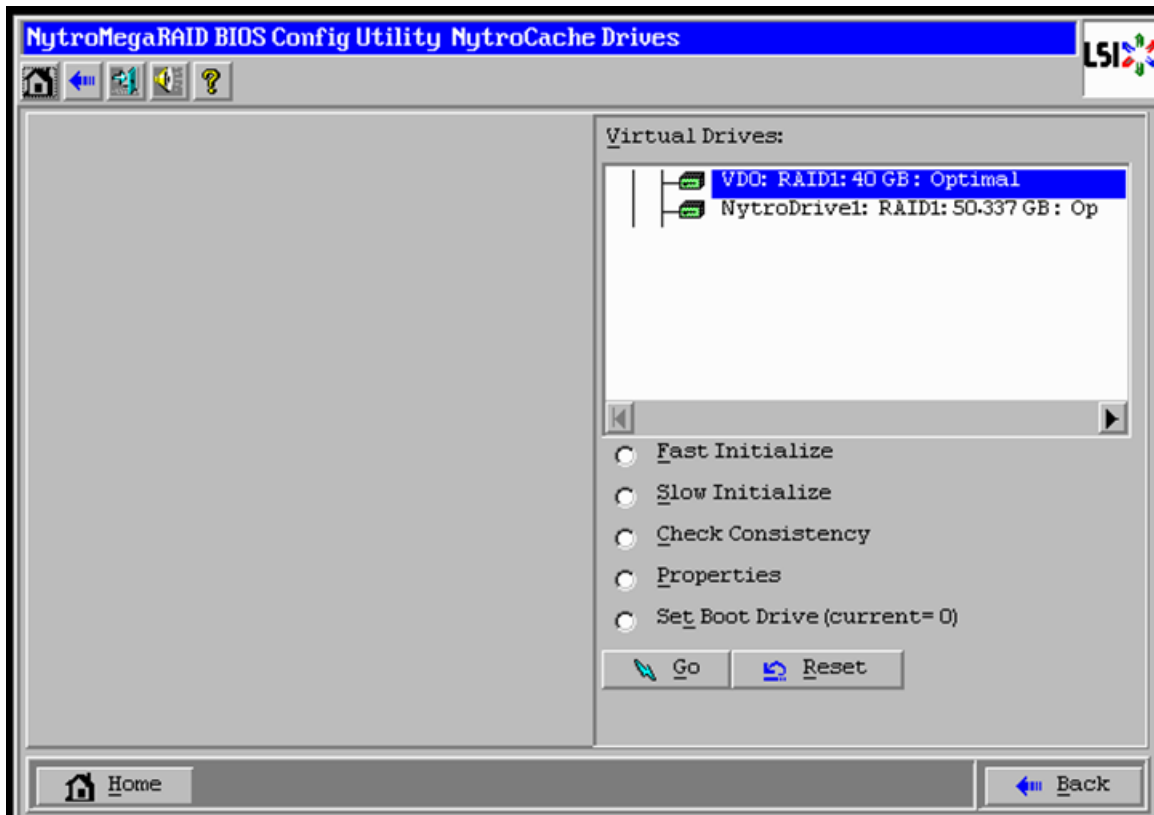 NytroMegaRAID BIOS Config Utility NytroCache Drives
LSI
Virtual Drives:
VD0: RAID1: 40 GB: Optimal
NytroDrive1: RAID1: 50.337 GB: Op
Fast Initialize
Slow Initialize
Check Consistency
Properties
Set Boot Drive (current= 0)
Go Reset
Home Back